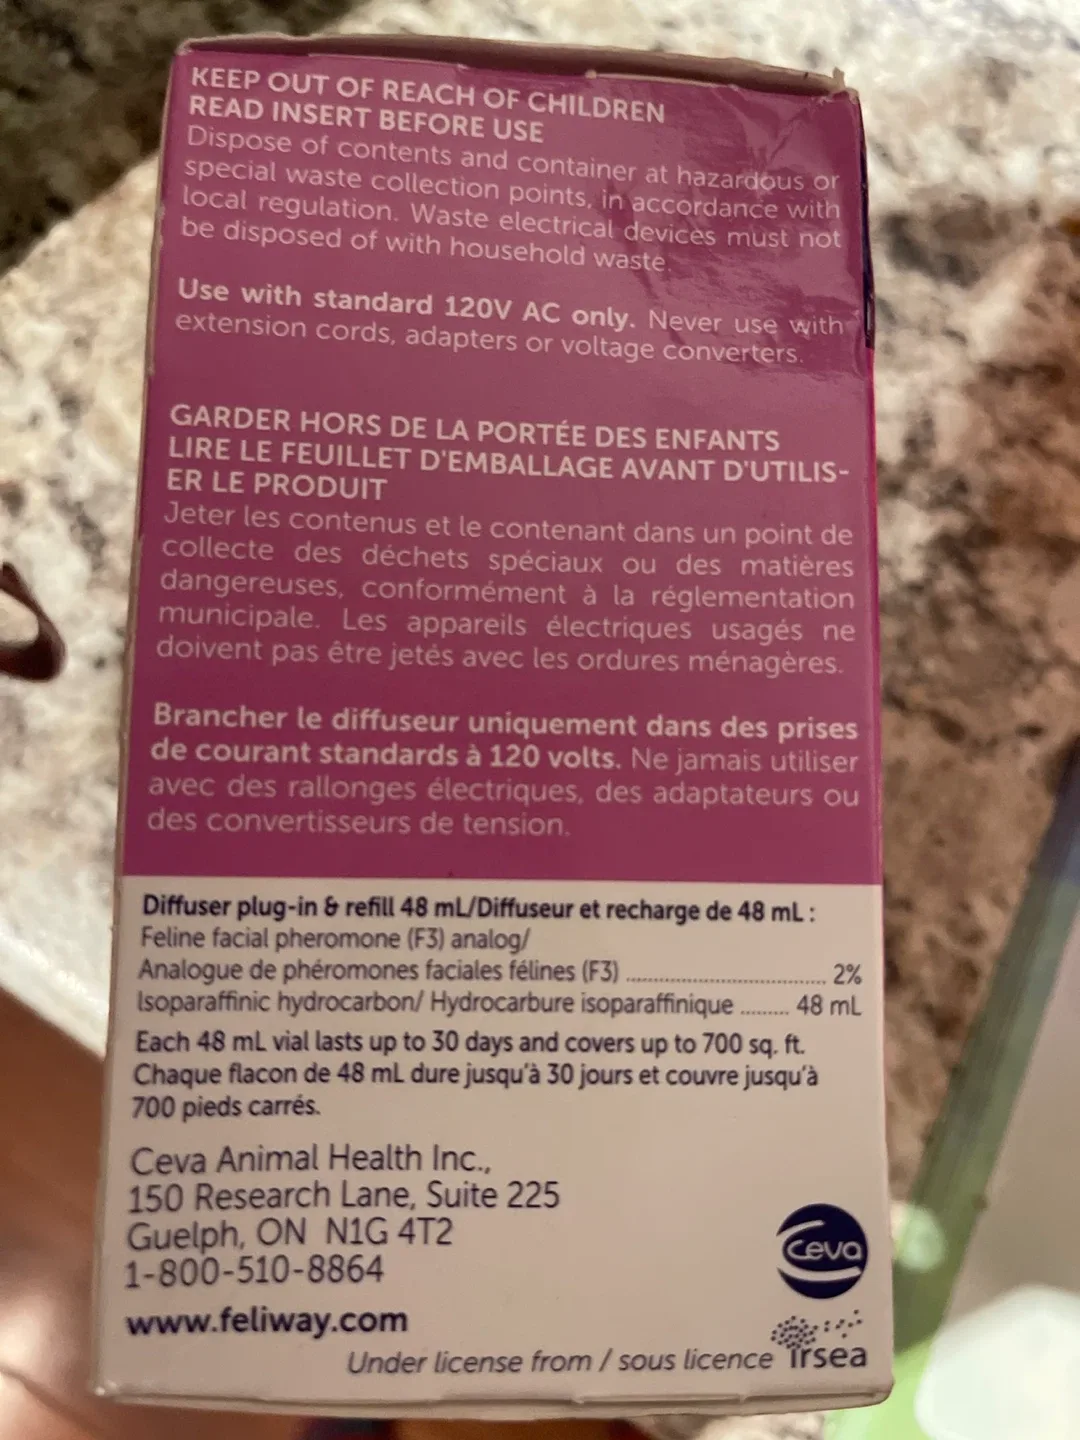 KEEP OUT OF REACH OF CHILDREN
READ INSERT BEFORE USE
Dispose of contents and container at hazardous or
special waste collection points, in accordance with
local regulation. Waste electrical devices must not
be disposed of with household waste.
Use with standard 120V AC only. Never use with
extension cords, adapters or voltage converters.
GARDER HORS DE LA PORTÉE DES ENFANTS
LIRE LE FEUILLET D'EMBALLAGE AVANT D'UTILIS-
ER LE PRODUIT
Jeter les contenus et le contenant dans un point de
collecte des déchets spéciaux ou des matières
dangereuses, conformément à la réglementation
municipale. Les appareils électriques usagés ne
doivent pas être jetés avec les ordures ménagères.
Brancher le diffuseur uniquement dans des prises
de courant standards à 120 volts. Ne jamais utiliser
avec des rallonges électriques, des adaptateurs ou
des convertisseurs de tension.
Diffuser plug-in & refill 48 mL/Diffuseur et recharge de 48 mL :
Feline facial pheromone (F3) analog/
Analogue de phéromones faciales félines (F3) ................................ 2%
Isoparaffinic hydrocarbon/ Hydrocarbure isoparaffinique ......... 48 mL
Each 48 mL vial lasts up to 30 days and covers up to 700 sq. ft.
Chaque flacon de 48 mL dure jusqu'à 30 jours et couvre jusqu'à
700 pieds carrés.
Ceva Animal Health Inc.,
150 Research Lane, Suite 225
Guelph, ON N1G 4T2
1-800-510-8864
Ceva
www.feliway.com
Under license from / sous licence irsea